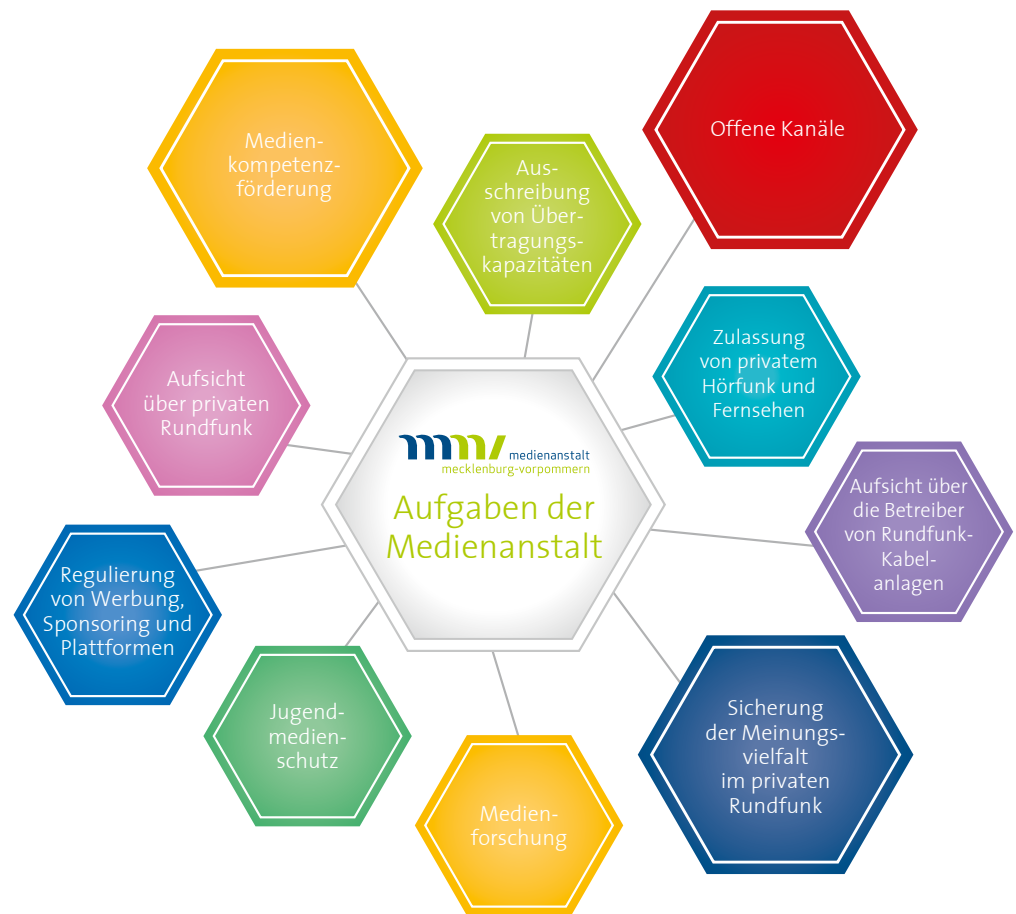 Medien-
kompetenz-
förderung
Aus-
schreibung
von Über-
tragungs-
kapazitäten
Offene Kanäle
Zulassung
von privatem
Hörfunk und
Fernsehen
Aufsicht
über privaten
Rundfunk
mmv medienanstalt
mecklenburg-vorpommern
Aufgaben der
Medienanstalt
Aufsicht über
die Betreiber
von Rundfunk-
Kabel-
anlagen
Regulierung
von Werbung,
Sponsoring und
Plattformen
Jugend-
medien-
schutz
Medien-
forschung
Sicherung
der Meinungs-
vielfalt
im privaten
Rundfunk